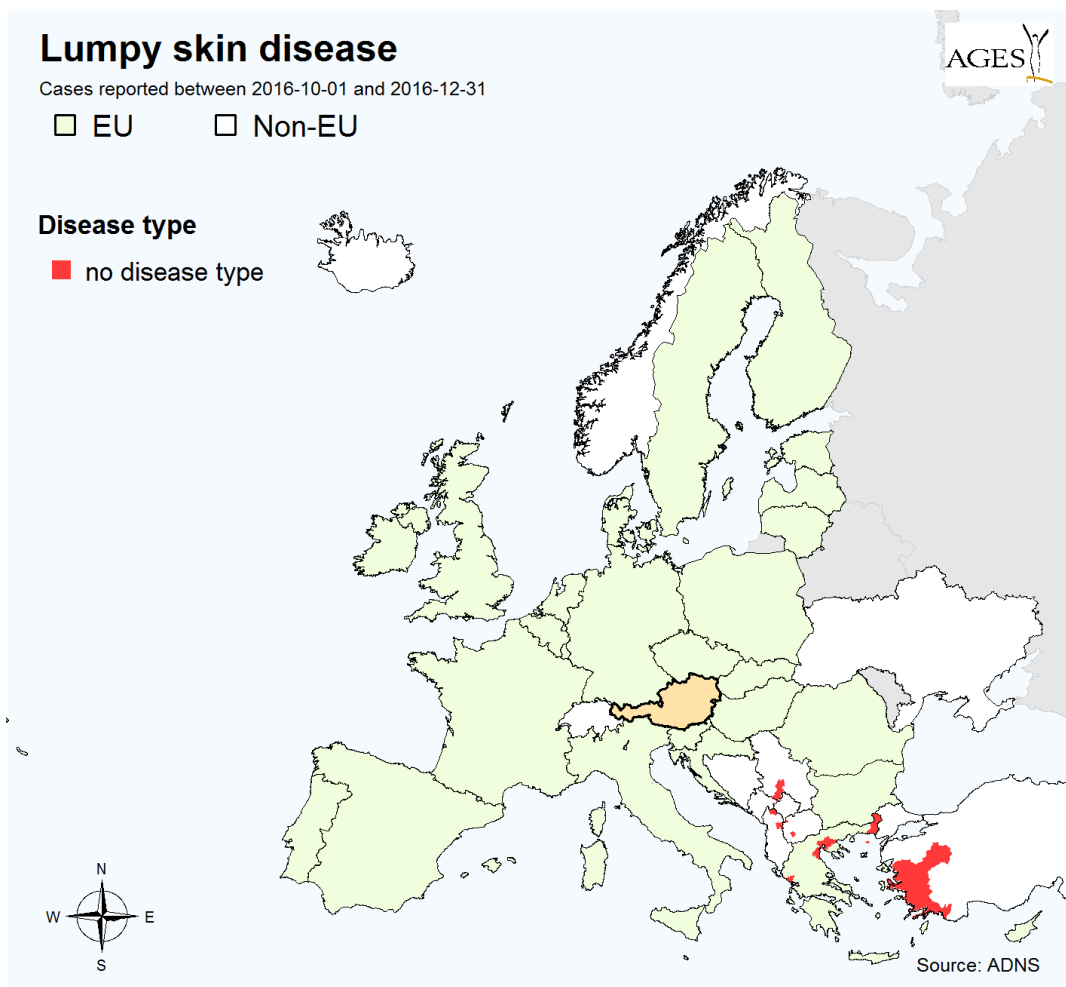 Lumpy skin disease
Cases reported between 2016-10-01 and 2016-12-31
EU Non-EU
AGES
Disease type
no disease type
N
W E
S
Source: ADNS